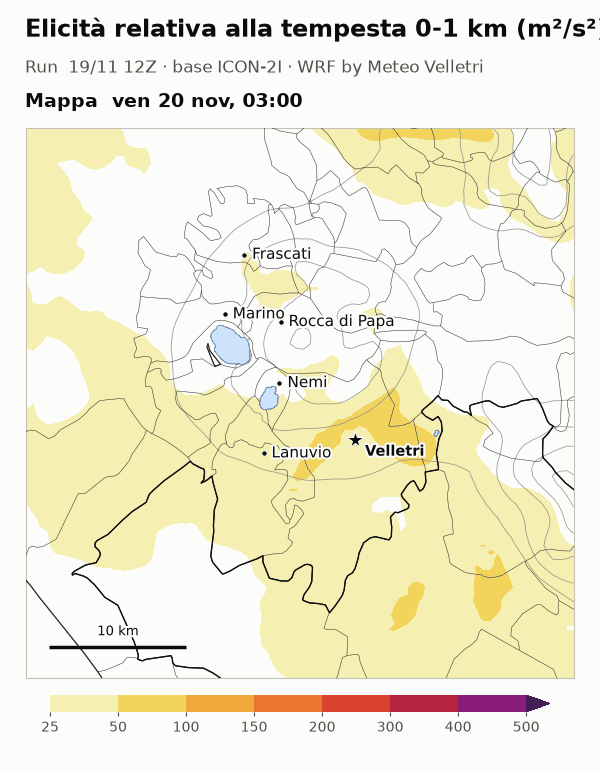 Elicità relativa alla tempesta 0-1 km (m²/s²)
Run 19/11 12Z · base ICON-2I · WRF by Meteo Velletri
Mappa ven 20 nov, 03:00
Frascati
Marino
Rocca di Papa
Nemi
Velletri
Lanuvio
10 km
25 50 100 150 200 250 300 400 500